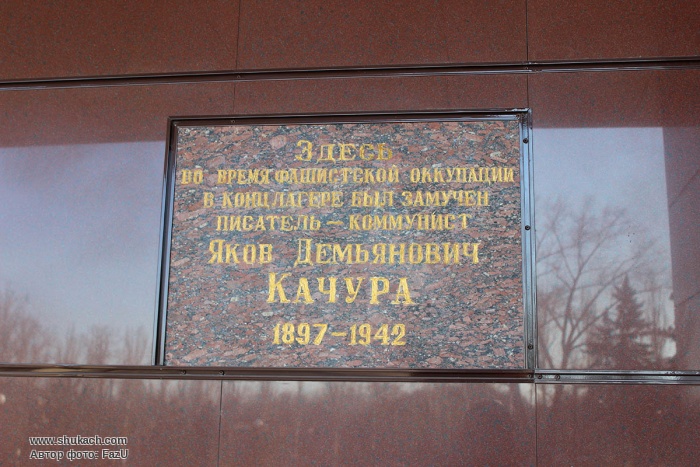 Здесь
во время фашистской оккупации
в концлагере был замучен
писатель – коммунист
Яков Демьянович
Качура
1897–1942
www.shukach.com
Автор фото: FazU